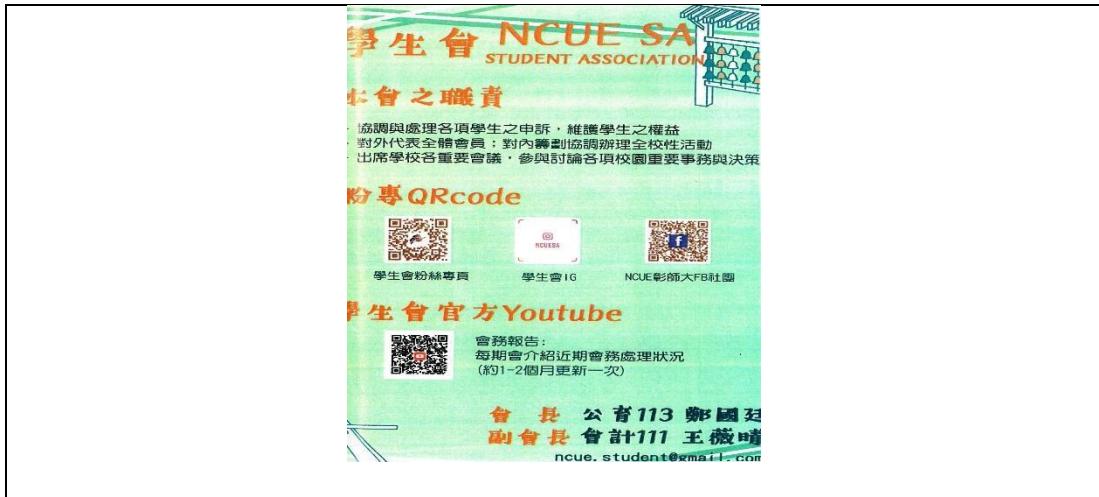 學生會 NCUE SA
STUDENT ASSOCIATION
本會之職責
協調與處理各項學生之申訴，維護學生之權益
對外代表全體會員；對內籌劃協調辦理全校性活動
出席學校各重要會議，參與討論各項校園重要事務與決策
粉專QRcode
NCUESA
學生會粉絲專頁 學生會IG NCUE彰師大FB社團
學生會官方Youtube
會務報告:
每期會介紹近期會務處理狀況
(約1-2個月更新一次)
會 長 公育113 鄭國廷
副會長 會計111 王薇晴
ncue.student@gmail.com